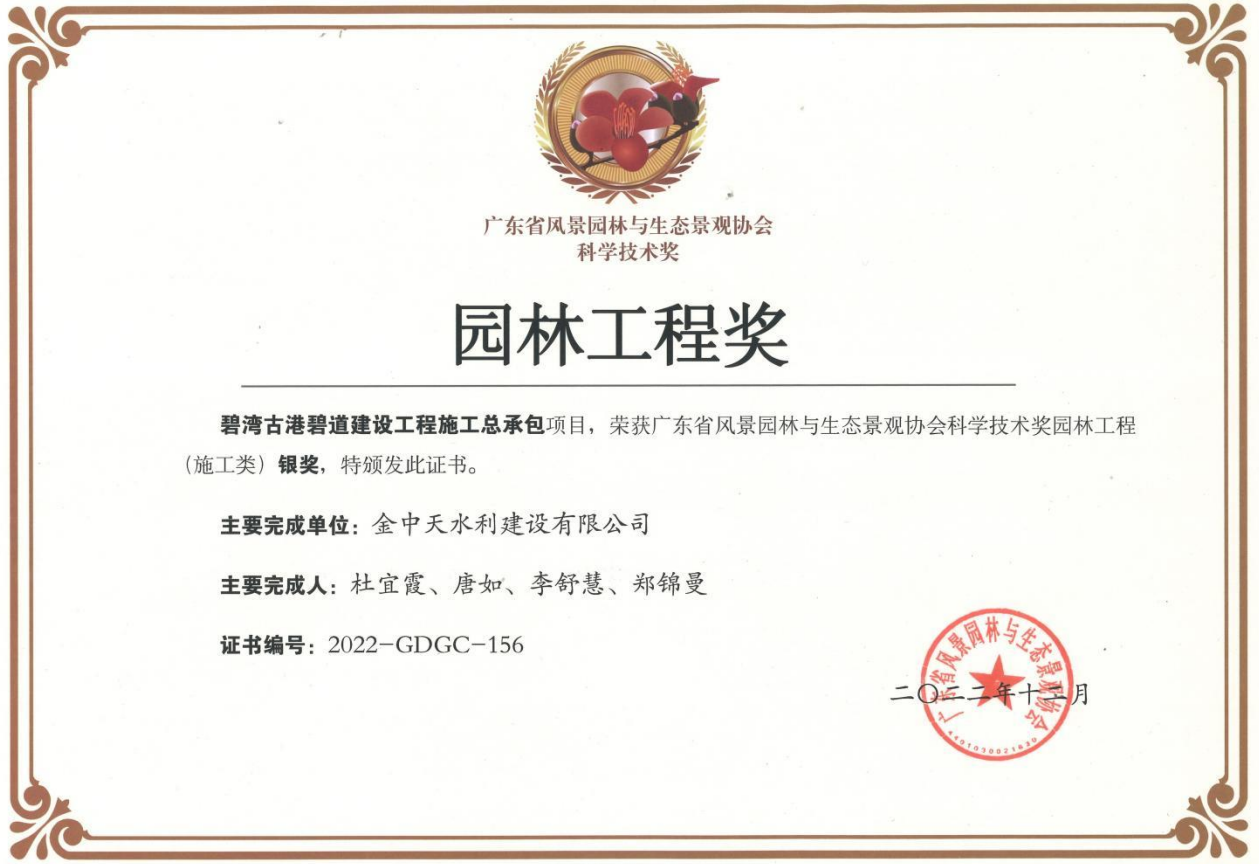 广东省风景园林与生态景观协会
科学技术奖
园林工程奖
碧湾古港碧道建设工程施工总承包项目，荣获广东省风景园林与生态景观协会科学技术奖园林工程
（施工类）银奖，特颁发此证书。
主要完成单位：金中天水利建设有限公司
主要完成人：杜宜霞、唐如、李舒慧、郑锦曼
证书编号：2022-GDGC-156
广东省风景园林与生态景观协会
二〇二二年十二月